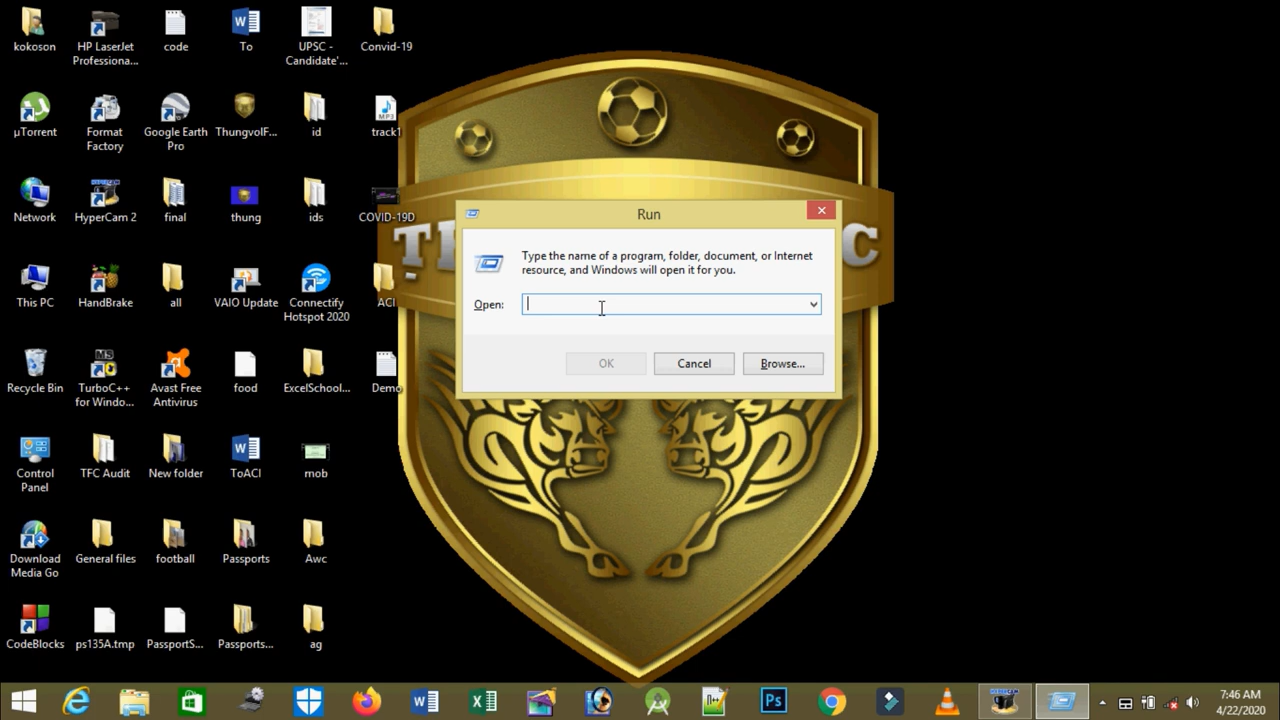 kokoson
HP LaserJet
Professiona...
code
To
UPSC -
Candidate'...
Convid-19
µTorrent
Format
Factory
Google Earth
Pro
ThungvolF...
id
track1
Network
HyperCam 2
final
thung
ids
COVID-19D
This PC
HandBrake
all
VAIO Update
Connectify
Hotspot 2020
ACI
Recycle Bin
TurboC++
for Windo...
Avast Free
Antivirus
food
ExcelSchool...
Demo
Control
Panel
TFC Audit
New folder
ToACI
mob
Download
Media Go
General files
football
Passports
Awc
CodeBlocks
ps135A.tmp
PassportS...
Passports...
ag
Run
Type the name of a program, folder, document, or Internet
resource, and Windows will open it for you.
Open:
OK
Cancel
Browse...
C
7:46 AM
4/22/2020